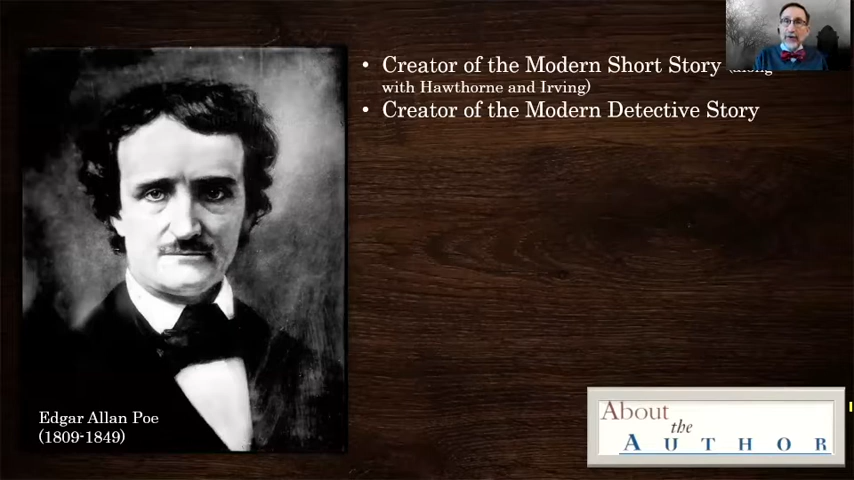 • Creator of the Modern Short Story (along
with Hawthorne and Irving)
• Creator of the Modern Detective Story
Edgar Allan Poe
(1809-1849)
About
the
AUTHOR